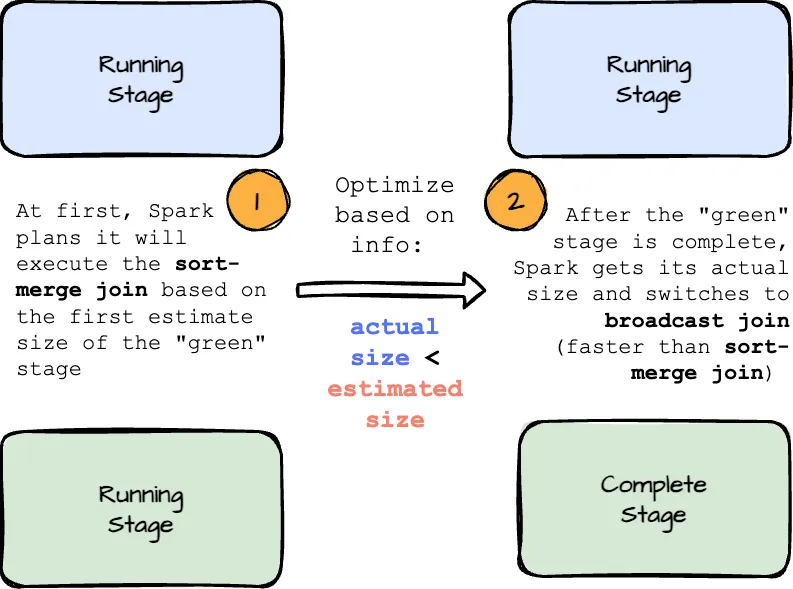 Running
Stage
Running
Stage
1
At first, Spark
plans it will
execute the sort-
merge join based on
the first estimate
size of the "green"
stage
Optimize
based on
info:
actual
size <
estimated
size
2
After the "green"
stage is complete,
Spark gets its actual
size and switches to
broadcast join
(faster than sort-
merge join)
Running
Stage
Complete
Stage